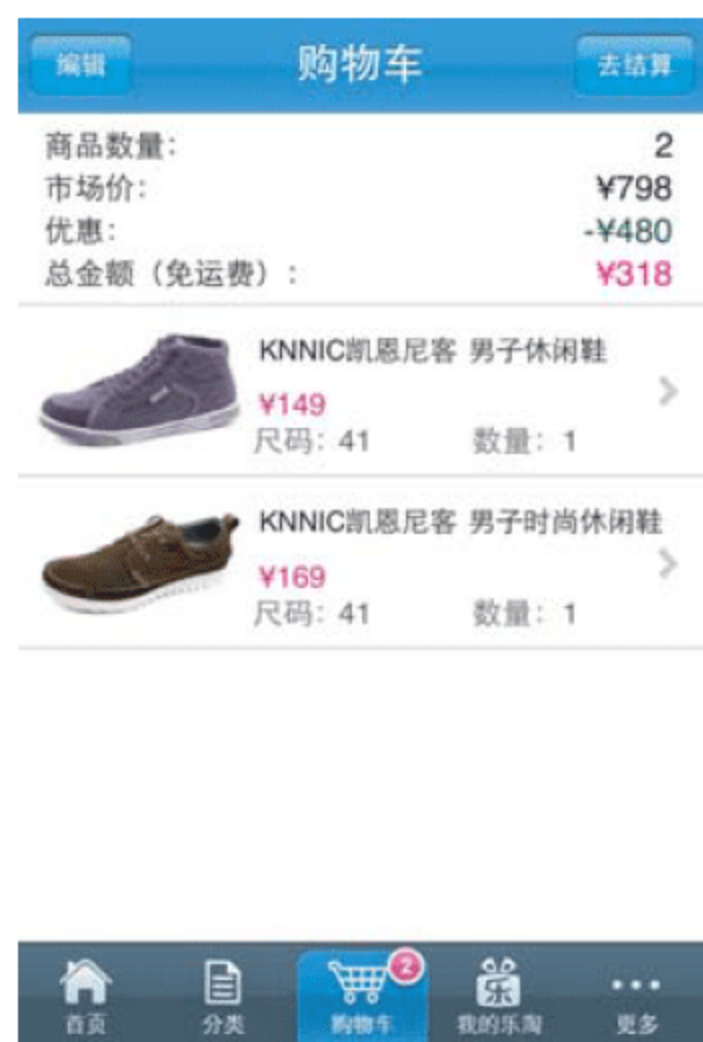 编辑 购物车 去结算
商品数量: 2
市场价: ¥798
优惠: -¥480
总金额（免运费）: ¥318
KNNIC凯恩尼客 男子休闲鞋
¥149
尺码: 41 数量: 1
KNNIC凯恩尼客 男子时尚休闲鞋
¥169
尺码: 41 数量: 1
2
乐
首页 分类 购物车 我的乐淘 更多